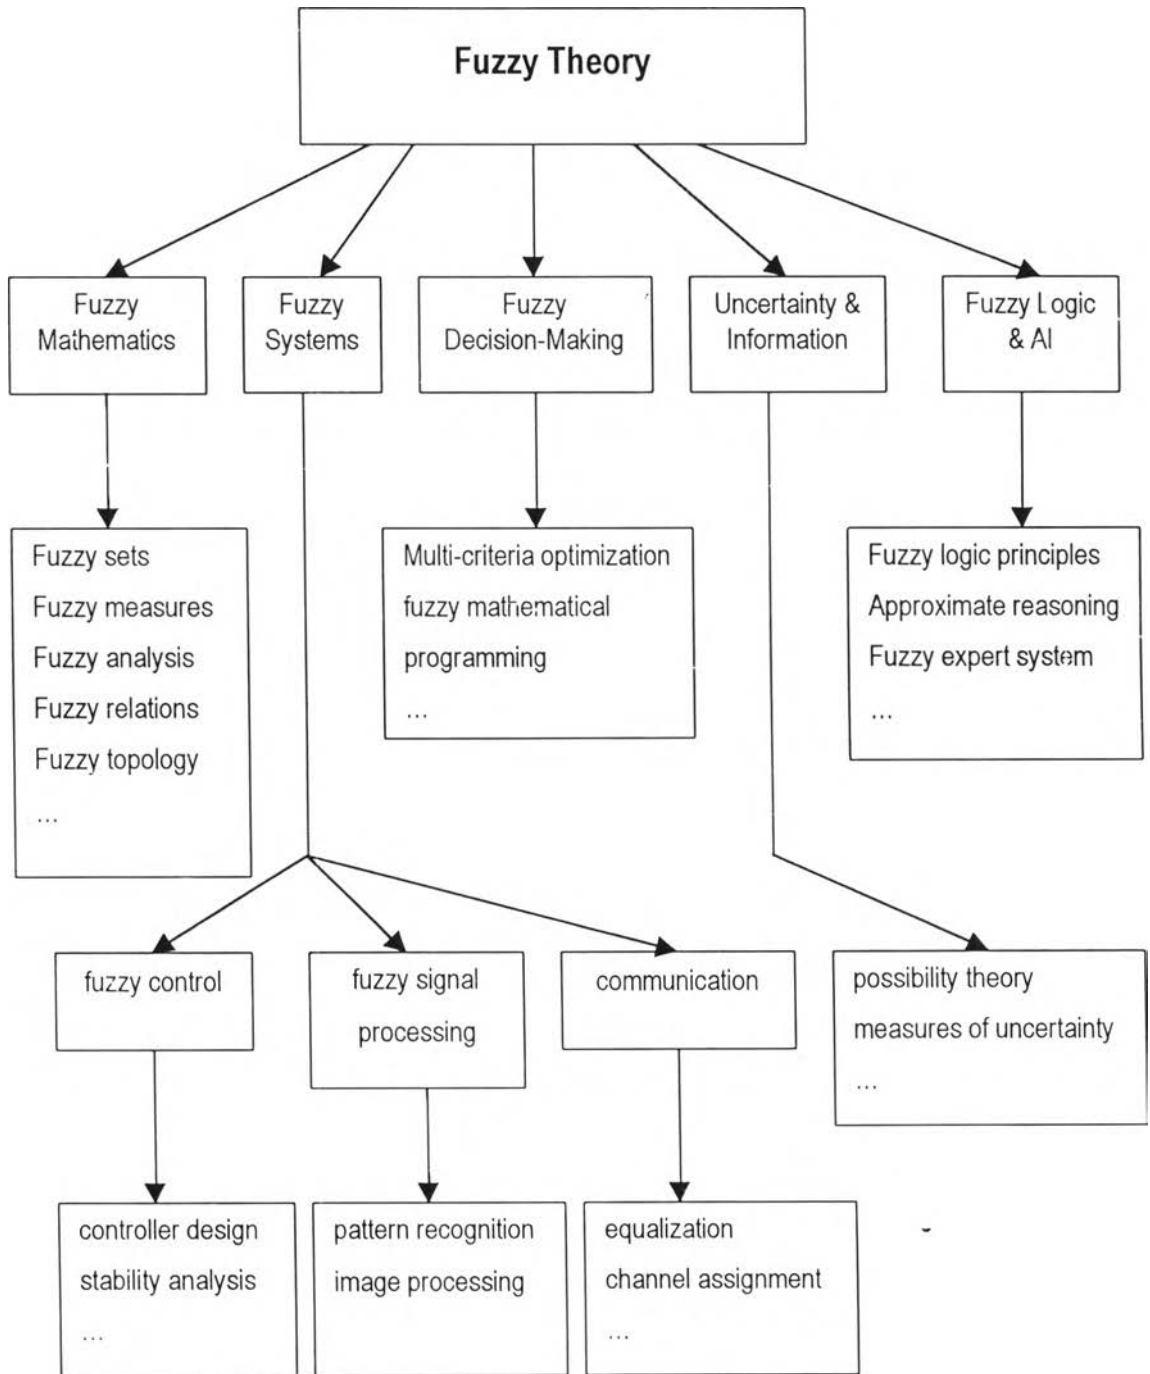 Fuzzy Theory
Fuzzy
Mathematics
Fuzzy
Systems
Fuzzy
Decision-Making
Uncertainty &
Information
Fuzzy Logic
& AI
Fuzzy sets
Fuzzy measures
Fuzzy analysis
Fuzzy relations
Fuzzy topology
...
Multi-criteria optimization
fuzzy mathematical
programming
...
Fuzzy logic principles
Approximate reasoning
Fuzzy expert system
...
fuzzy control
fuzzy signal
processing
communication
possibility theory
measures of uncertainty
...
controller design
stability analysis
...
pattern recognition
image processing
equalization
channel assignment
...